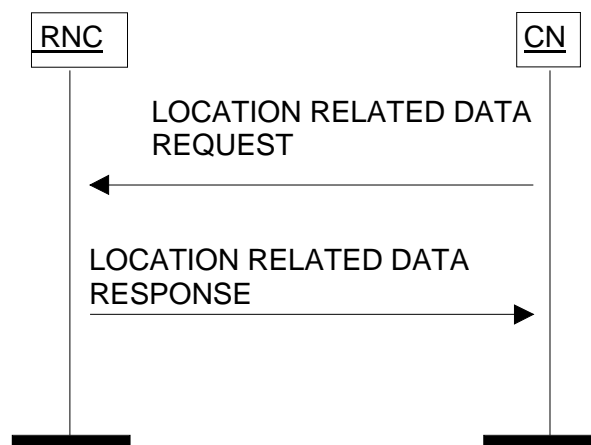 RNC
CN
LOCATION RELATED DATA
REQUEST
LOCATION RELATED DATA
RESPONSE